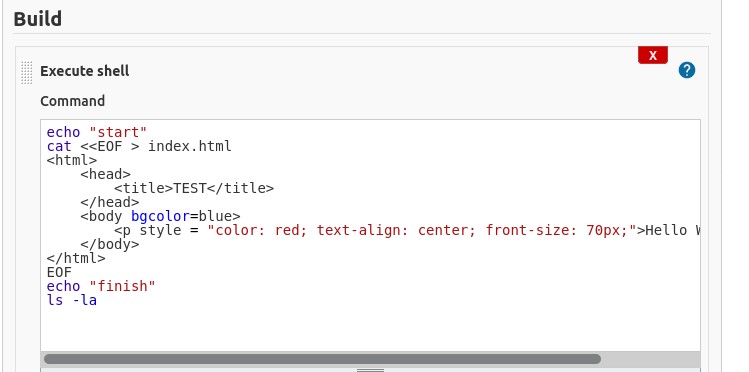 Build
X
Execute shell
?
Command
echo "start"
cat <<EOF > index.html
<html>
    <head>
        <title>TEST</title>
    </head>
    <body bgcolor=blue>
        <p style = "color: red; text-align: center; front-size: 70px;">Hello
    </body>
</html>
EOF
echo "finish"
ls -la